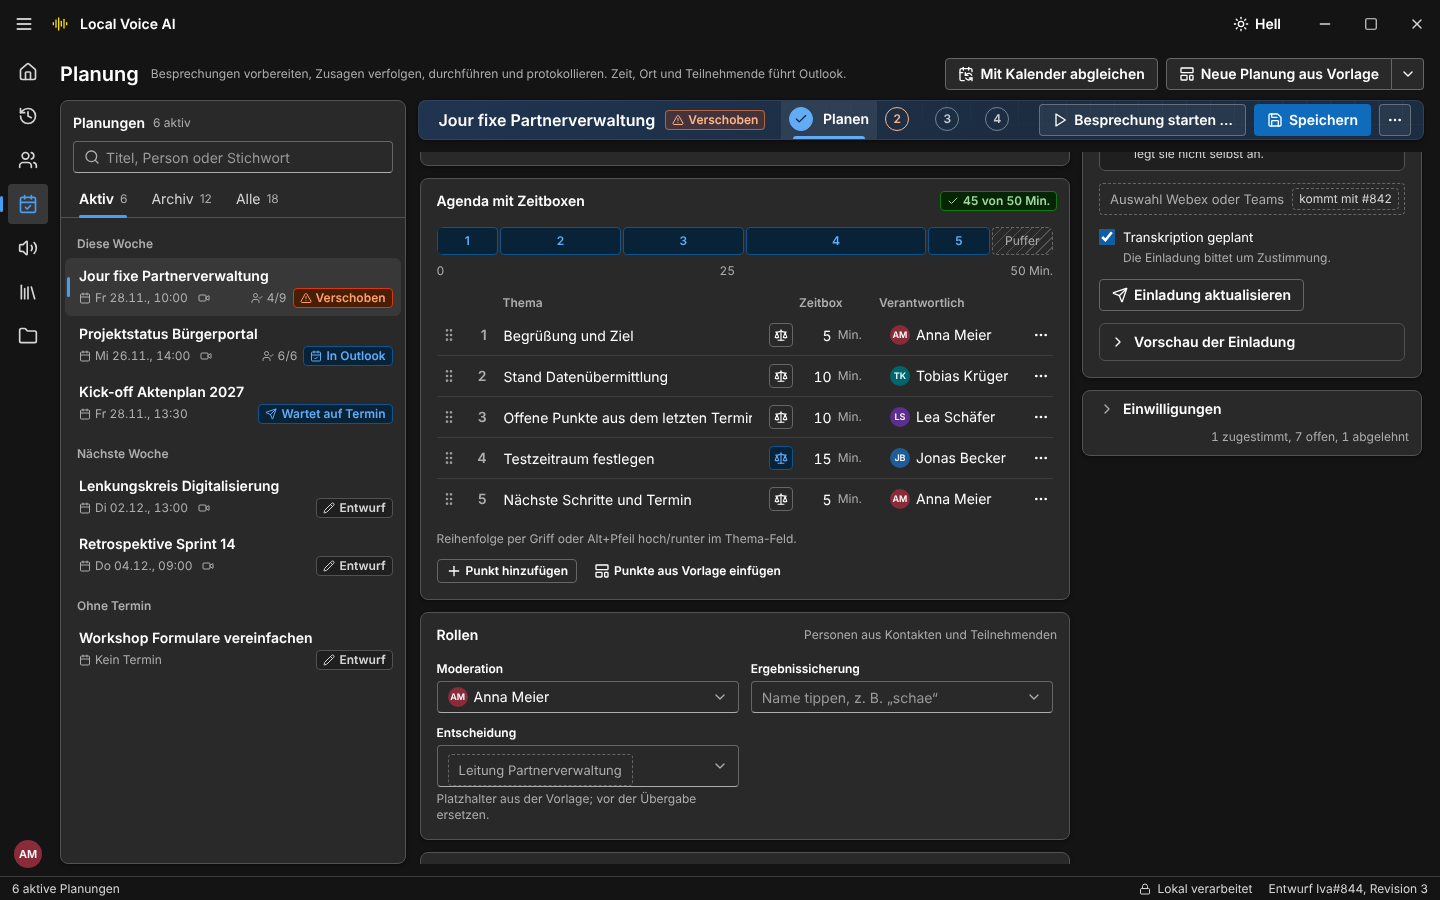 Local Voice AI
Hell
Planung
Besprechungen vorbereiten, Zusagen verfolgen, durchführen und protokollieren. Zeit, Ort und Teilnehmende führt Outlook.
Mit Kalender abgleichen
Neue Planung aus Vorlage
Planungen 6 aktiv
Titel, Person oder Stichwort
Aktiv 6
Archiv 12
Alle 18
Diese Woche
Jour fixe Partnerverwaltung
Fr 28.11., 10:00
4/9
Verschoben
Projektstatus Bürgerportal
Mi 26.11., 14:00
6/6
In Outlook
Kick-off Aktenplan 2027
Fr 28.11., 13:30
Wartet auf Termin
Nächste Woche
Lenkungskreis Digitalisierung
Di 02.12., 13:00
Entwurf
Retrospektive Sprint 14
Do 04.12., 09:00
Entwurf
Ohne Termin
Workshop Formulare vereinfachen
Kein Termin
Entwurf
Jour fixe Partnerverwaltung
Verschoben
Planen
2
3
4
Besprechung starten ...
Speichern
Agenda mit Zeitboxen
45 von 50 Min.
1 2 3 4 5 Puffer
0 25 50 Min.
Thema Zeitbox Verantwortlich
1 Begrüßung und Ziel 5 Min. AM Anna Meier
2 Stand Datenübermittlung 10 Min. TK Tobias Krüger
3 Offene Punkte aus dem letzten Termin 10 Min. LS Lea Schäfer
4 Testzeitraum festlegen 15 Min. JB Jonas Becker
5 Nächste Schritte und Termin 5 Min. AM Anna Meier
Reihenfolge per Griff oder Alt+Pfeil hoch/runter im Thema-Feld.
Punkt hinzufügen
Punkte aus Vorlage einfügen
Rollen
Personen aus Kontakten und Teilnehmenden
Moderation
AM Anna Meier
Ergebnissicherung
Name tippen, z. B. „schae“
Entscheidung
Leitung Partnerverwaltung
Platzhalter aus der Vorlage; vor der Übergabe
ersetzen.
legt sie nicht selbst an.
Auswahl Webex oder Teams
kommt mit #842
Transkription geplant
Die Einladung bittet um Zustimmung.
Einladung aktualisieren
Vorschau der Einladung
Einwilligungen
1 zugestimmt, 7 offen, 1 abgelehnt
AM
6 aktive Planungen
Lokal verarbeitet
Entwurf lva#844, Revision 3